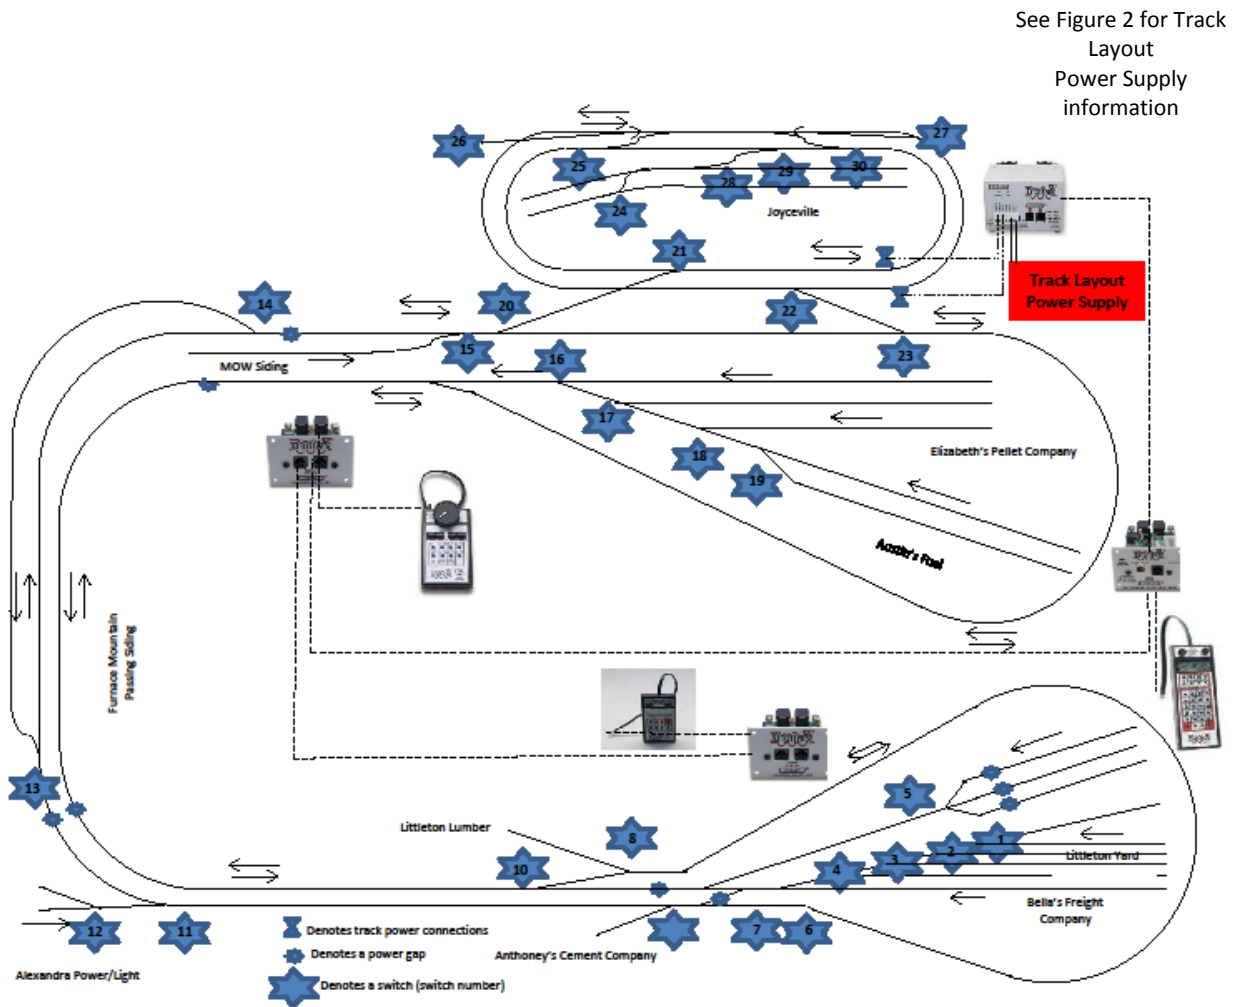 See Figure 2 for Track
Layout
Power Supply
information
26
27
25
29
30
28
24
Joyceville
21
Track Layout
Power Supply
14
20
22
15
16
23
MOW Siding
17
18
Elizabeth's Pellet Company
19
Austin's Fuel
Furnace Mountain
Passing Siding
13
5
Littleton Lumber
8
1
2
3
Littleton Yard
10
4
Bella's Freight
Company
12
11
7
6
Denotes track power connections
Denotes a power gap
Anthoney's Cement Company
Alexandra Power/Light
Denotes a switch (switch number)